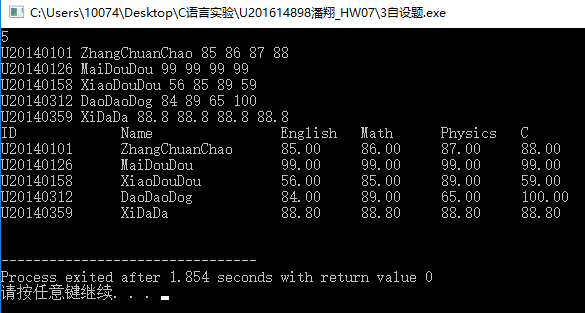 C:\Users\10074\Desktop\C语言实验\U201614898潘翔_HW07\3自设题.exe
5
U20140101 ZhangChuanChao 85 86 87 88
U20140126 MaiDouDou 99 99 99 99
U20140158 XiaoDouDou 56 85 89 59
U20140312 DaoDaoDog 84 89 65 100
U20140359 XiDaDa 88.8 88.8 88.8 88.8
ID Name English Math Physics C
U20140101 ZhangChuanChao 85.00 86.00 87.00 88.00
U20140126 MaiDouDou 99.00 99.00 99.00 99.00
U20140158 XiaoDouDou 56.00 85.00 89.00 59.00
U20140312 DaoDaoDog 84.00 89.00 65.00 100.00
U20140359 XiDaDa 88.80 88.80 88.80 88.80
--------------------------------
Process exited after 1.854 seconds with return value 0
请按任意键继续. . .